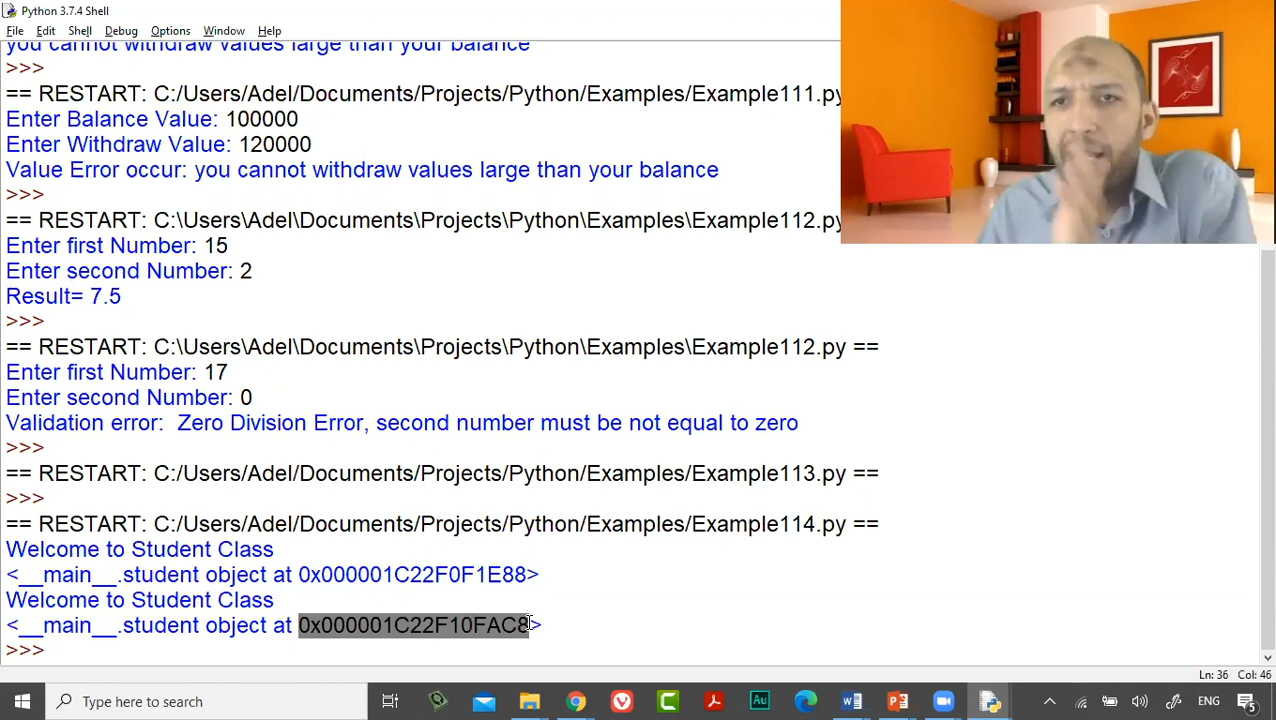 Python 3.7.4 Shell
File Edit Shell Debug Options Window Help
you cannot withdraw values large than your balance
>>>
== RESTART: C:/Users/Adel/Documents/Projects/Python/Examples/Example111.py
Enter Balance Value: 100000
Enter Withdraw Value: 120000
Value Error occur: you cannot withdraw values large than your balance
>>>
== RESTART: C:\Users\Adel\Documents\Projects\Python\Examples\Example112.py
Enter first Number: 15
Enter second Number: 2
Result= 7.5
>>>
== RESTART: C:\Users\Adel\Documents\Projects\Python\Examples\Example112.py ==
Enter first Number: 17
Enter second Number: 0
Validation error:  Zero Division Error, second number must be not equal to zero
>>>
== RESTART: C:/Users/Adel/Documents/Projects/Python/Examples/Example113.py ==
>>>
== RESTART: C:/Users/Adel/Documents/Projects/Python/Examples/Example114.py ==
Welcome to Student Class
<__main__.student object at 0x000001C22F0F1E88>
Welcome to Student Class
<__main__.student object at 0x000001C22F10FAC8>
>>>
Ln: 36 Col: 46
Type here to search
Au
ENG
5